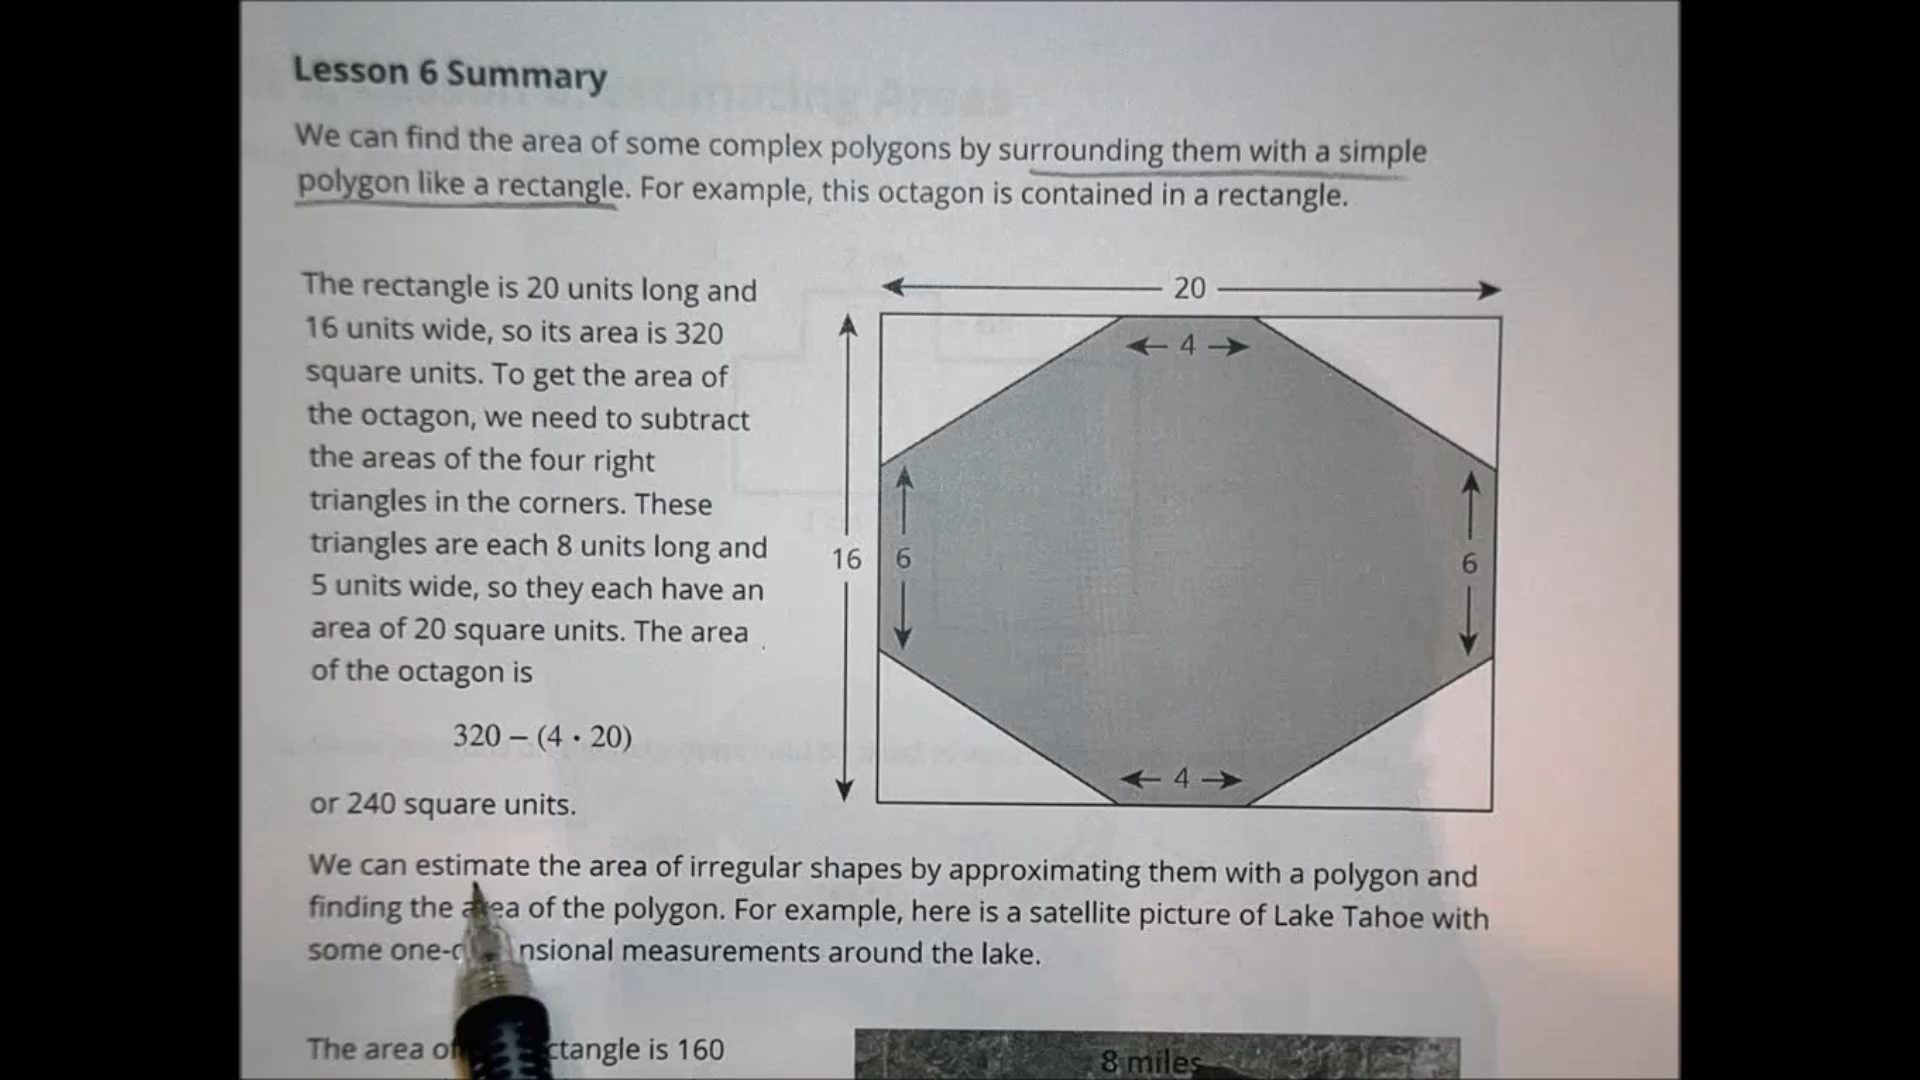 Lesson 6 Summary
We can find the area of some complex polygons by surrounding them with a simple
polygon like a rectangle. For example, this octagon is contained in a rectangle.
The rectangle is 20 units long and
16 units wide, so its area is 320
square units. To get the area of
the octagon, we need to subtract
the areas of the four right
triangles in the corners. These
triangles are each 8 units long and
5 units wide, so they each have an
area of 20 square units. The area
of the octagon is
320 – (4 · 20)
or 240 square units.
20
4
16
6
6
4
We can estimate the area of irregular shapes by approximating them with a polygon and
finding the area of the polygon. For example, here is a satellite picture of Lake Tahoe with
some one- nsional measurements around the lake.
The area of ctangle is 160
8 miles